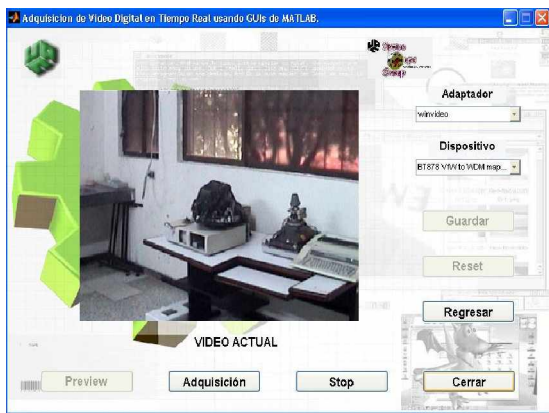 Adquisicion de Video Digital en Tiempo Real usando GUIs de MATLAB.
Adaptador
winvideo
Dispositivo
BT878 VfW to WDM map...
Guardar
Reset
Regresar
VIDEO ACTUAL
Preview
Adquisición
Stop
Cerrar